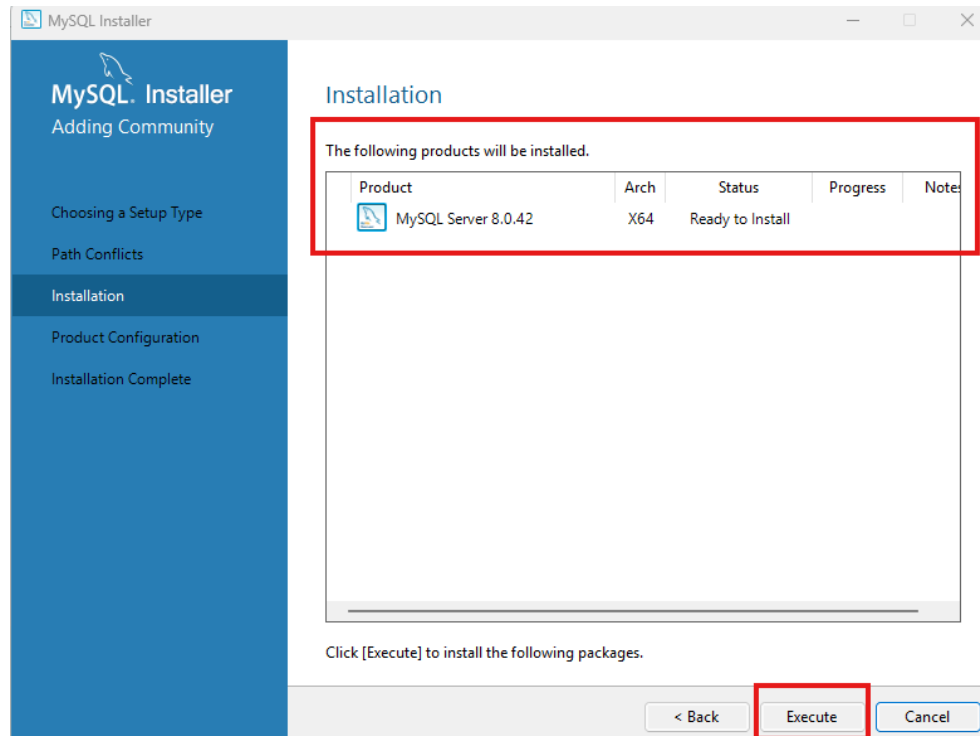 MySQL Installer
MySQL. Installer
Adding Community
Choosing a Setup Type
Path Conflicts
Installation
Product Configuration
Installation Complete
Installation
The following products will be installed.
Product Arch Status Progress Notes
MySQL Server 8.0.42 X64 Ready to Install
Click [Execute] to install the following packages.
< Back Execute Cancel